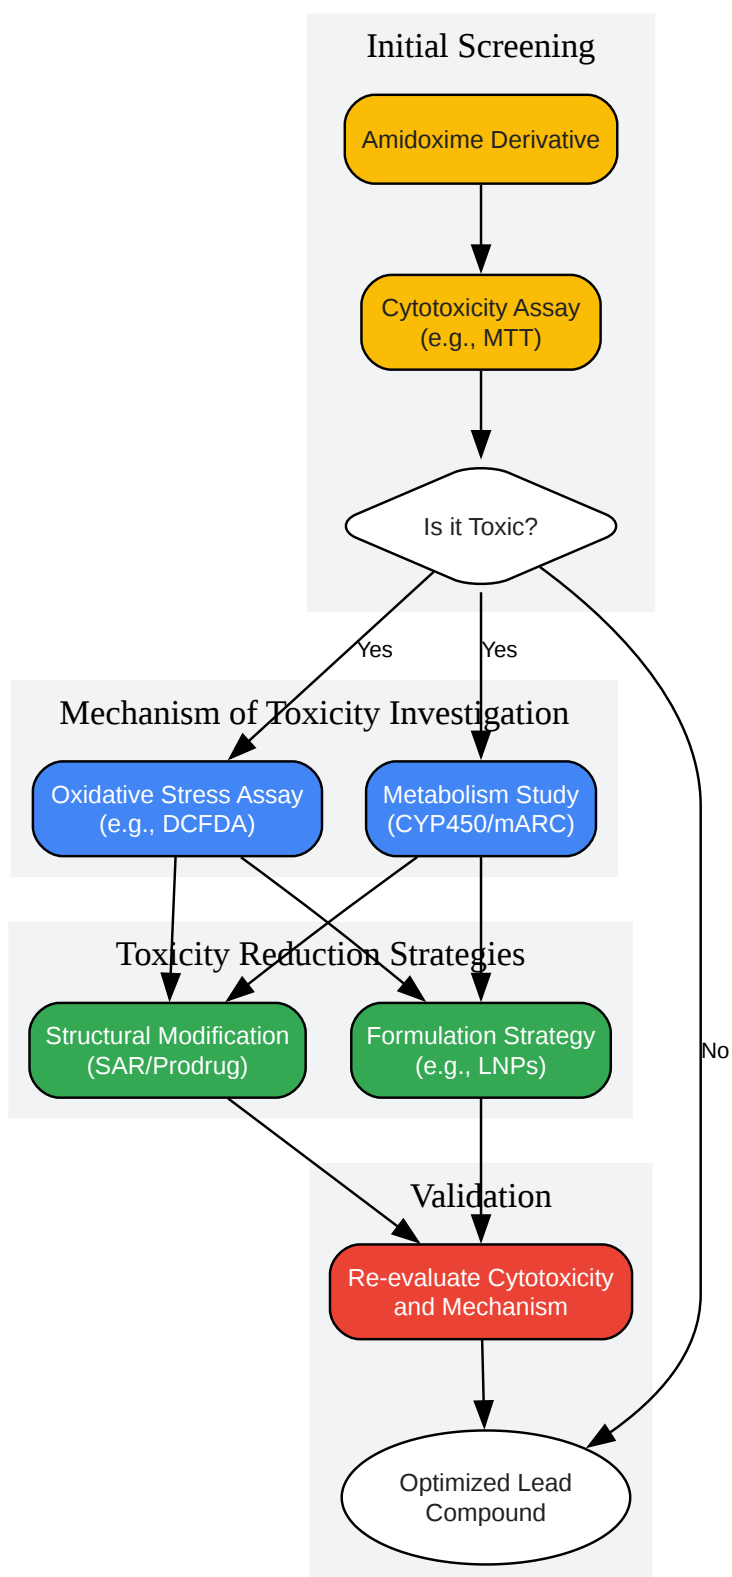 Initial Screening
Amidoxime Derivative
Cytotoxicity Assay
(e.g., MTT)
Is it Toxic?
Yes
Yes
Mechanism of Toxicity Investigation
Oxidative Stress Assay
(e.g., DCFDA)
Metabolism Study
(CYP450/mARC)
Toxicity Reduction Strategies
Structural Modification
(SAR/Prodrug)
Formulation Strategy
(e.g., LNPs)
No
Validation
Re-evaluate Cytotoxicity
and Mechanism
Optimized Lead
Compound